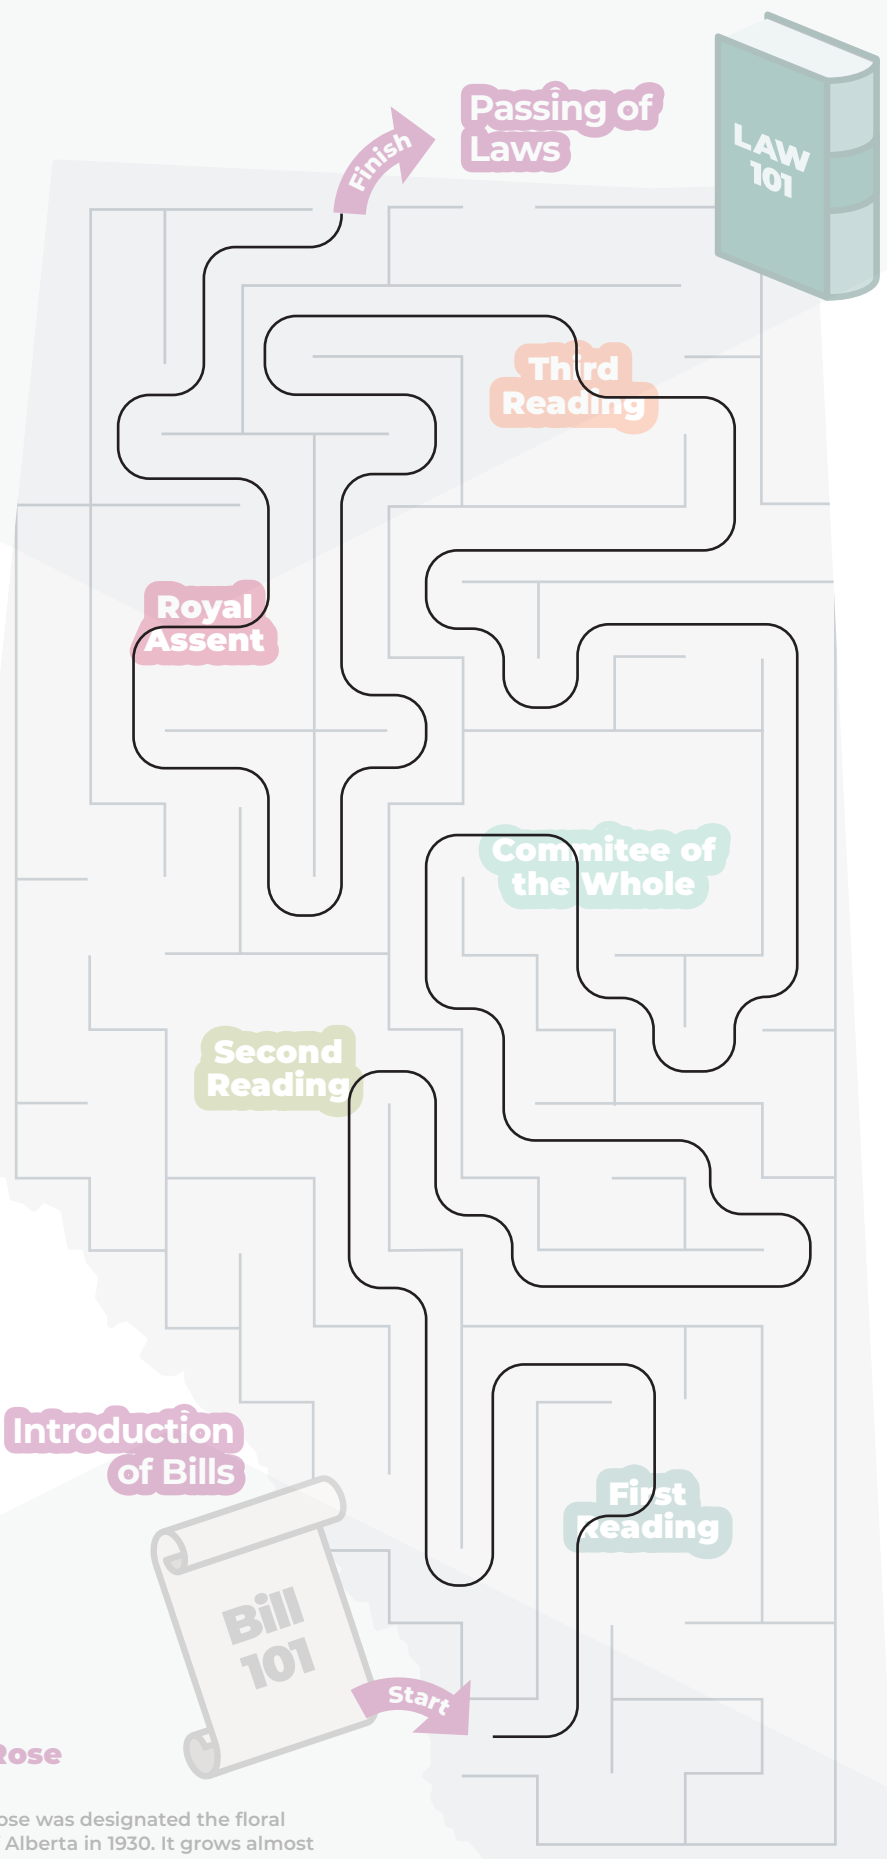 Passing of
Laws
LAW
101
Finish
Third
Reading
Royal
Assent
Commitee of
the Whole
Second
Reading
Introduction
of Bills
First
Reading
Bill
101
Start
Rose
ose was designated the floral
Alberta in 1930. It grows almost